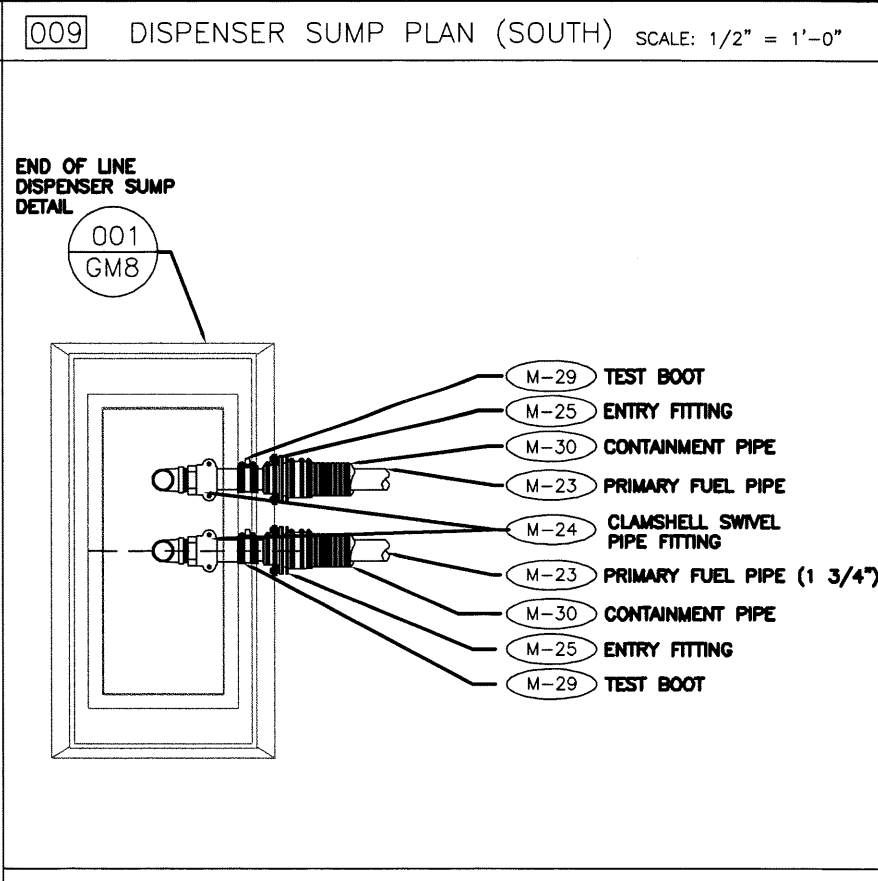 009 DISPENSER SUMP PLAN (SOUTH) SCALE: 1/2" = 1'-0"
END OF LINE
DISPENSER SUMP
DETAIL
001
GM8
M-29 TEST BOOT
M-25 ENTRY FITTING
M-30 CONTAINMENT PIPE
M-23 PRIMARY FUEL PIPE
M-24 CLAMSHELL SWIVEL
PIPE FITTING
M-23 PRIMARY FUEL PIPE (1 3/4")
M-30 CONTAINMENT PIPE
M-25 ENTRY FITTING
M-29 TEST BOOT